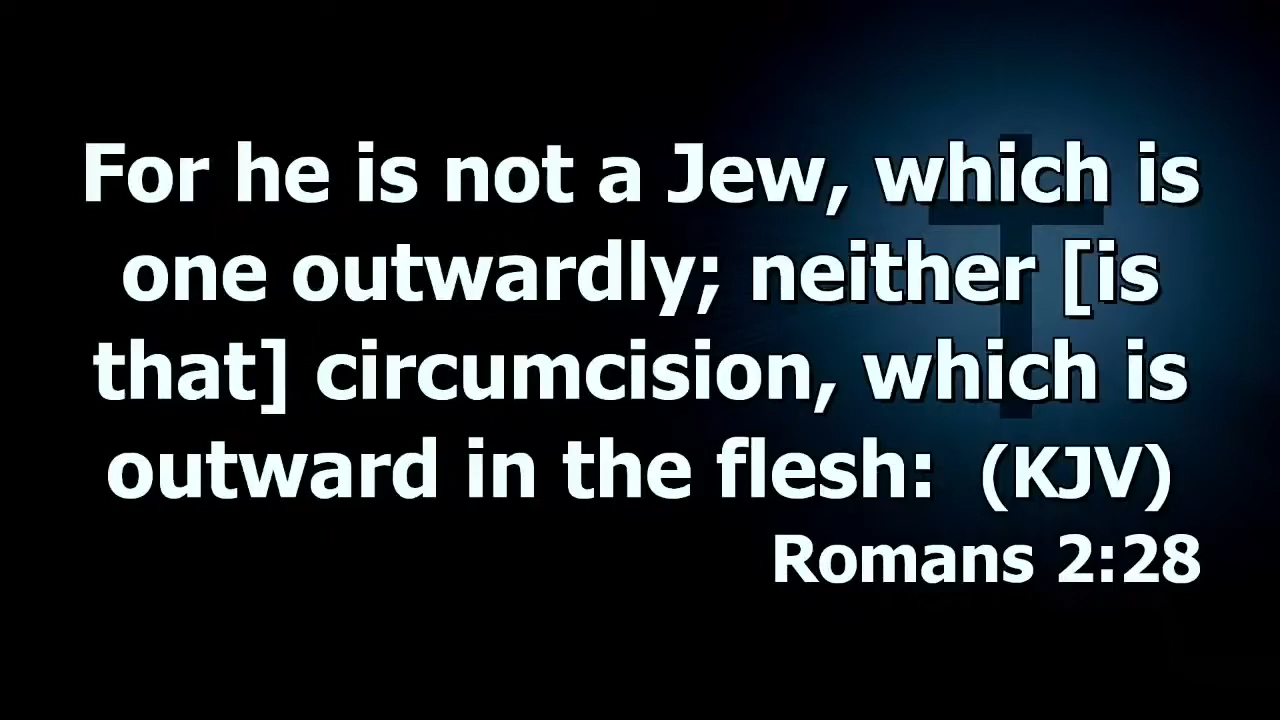 For he is not a Jew, which is
one outwardly; neither [is
that] circumcision, which is
outward in the flesh: (KJV)
Romans 2:28